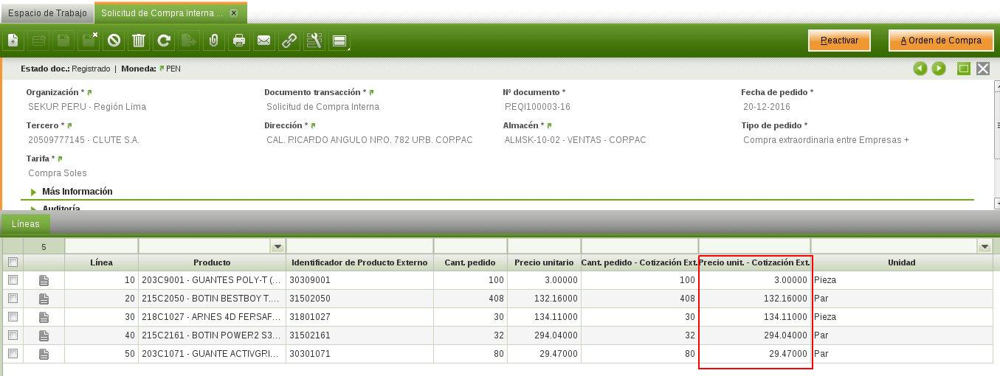 Espacio de Trabajo Solicitud de Compra Interna ...
Reactivar A Orden de Compra
Estado doc.: Registrado | Moneda: PEN
Organización * Documento transacción * Nº documento * Fecha de pedido *
SEKUR PERU - Región Lima Solicitud de Compra Interna REQI100003-16 20-12-2016
Tercero * Dirección * Almacén * Tipo de pedido *
20509777145 - CLUTE S.A. CAL. RICARDO ANGULO NRO. 782 URB. CORPAC ALMSK-10-02 - VENTAS - CORPAC Compra extraordinaria entre Empresas +
Tarifa *
Compra Soles
Más Información
Auditoría
Líneas
5
Línea Producto Identificador de Producto Externo Cant. pedido Precio unitario Cant. pedido - Cotización Ext. Precio unit. - Cotización Ext. Unidad
10 203C9001 - GUANTES POLY-T (... 30309001 100 3.00000 100 3.00000 Pieza
20 215C2050 - BOTIN BESTBOY T.... 31502050 408 132.16000 408 132.16000 Par
30 218C1027 - ARNES 4D FERSAF... 31801027 30 134.11000 30 134.11000 Pieza
40 215C2161 - BOTIN POWER2 S3... 31502161 32 294.04000 32 294.04000 Par
50 203C1071 - GUANTE ACTIVGRI... 30301071 80 29.47000 80 29.47000 Par